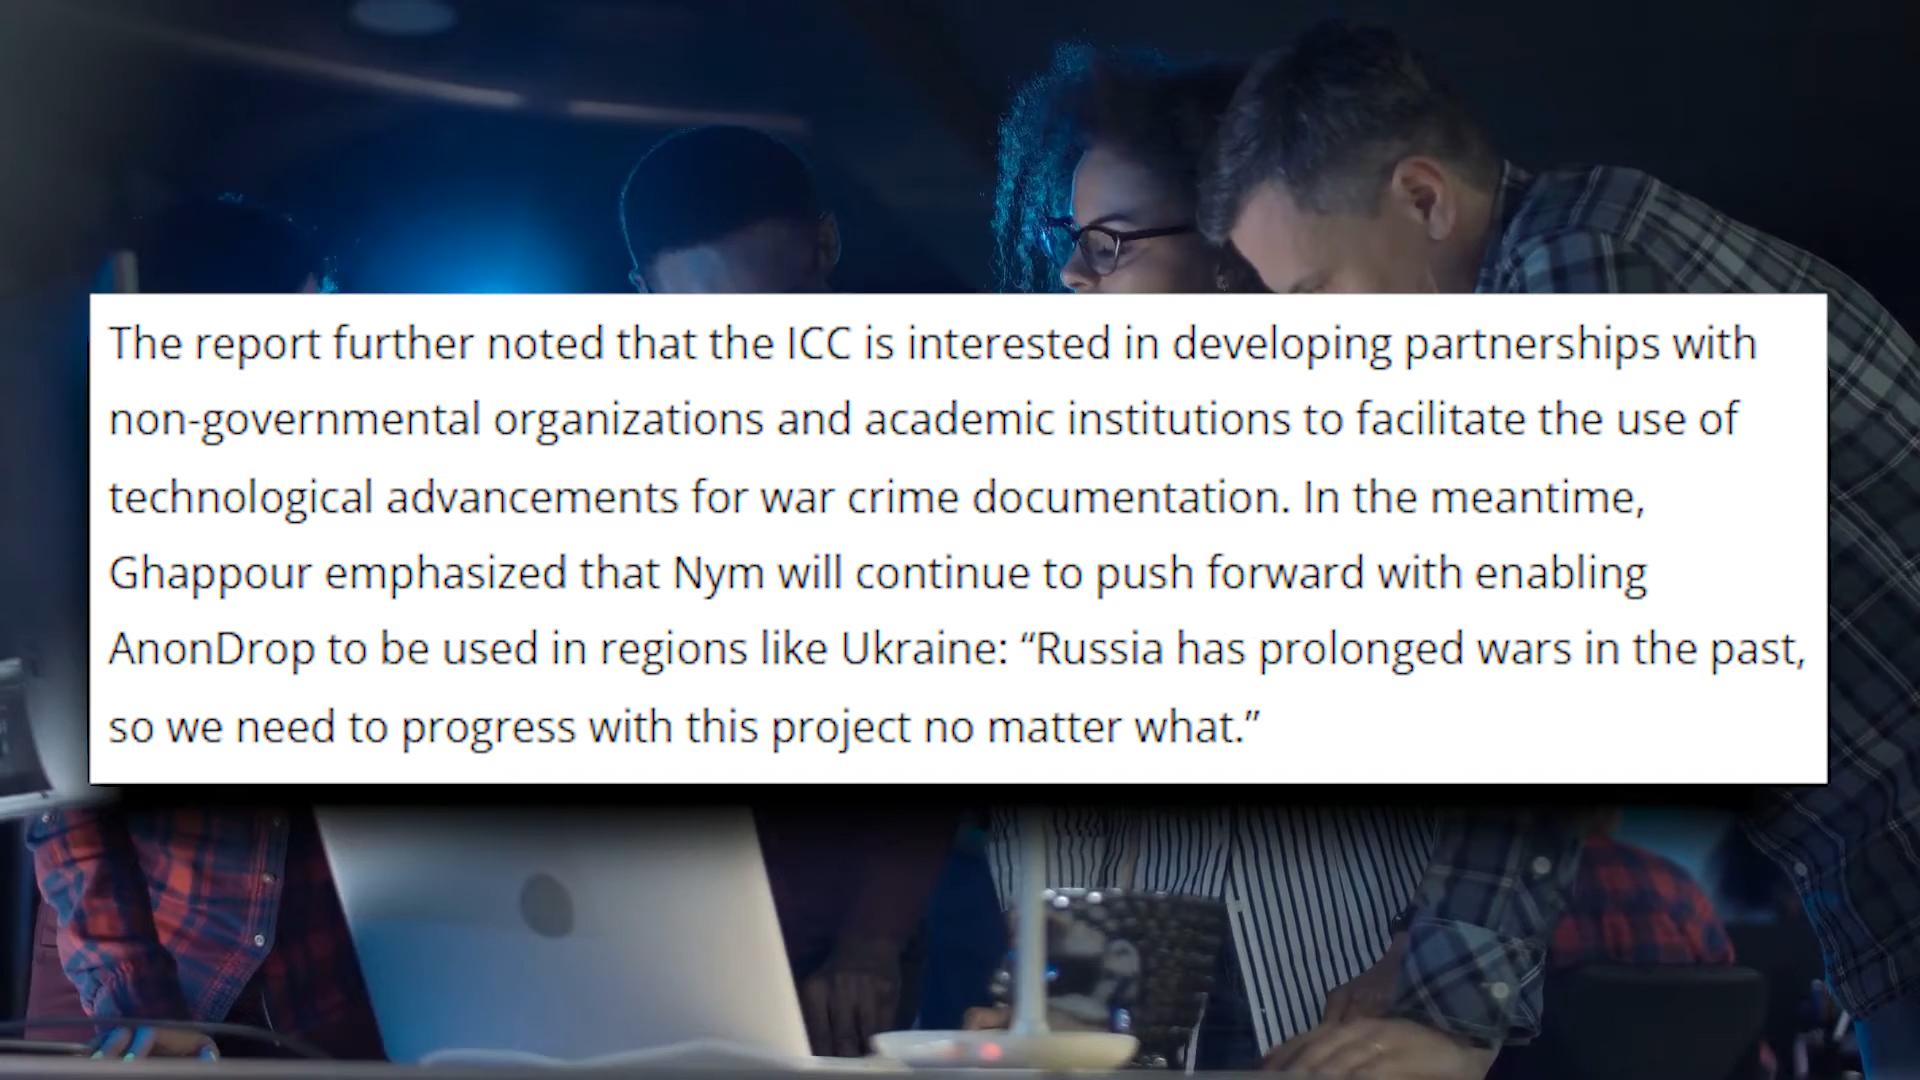 The report further noted that the ICC is interested in developing partnerships with
non-governmental organizations and academic institutions to facilitate the use of
technological advancements for war crime documentation. In the meantime,
Ghappour emphasized that Nym will continue to push forward with enabling
AnonDrop to be used in regions like Ukraine: “Russia has prolonged wars in the past,
so we need to progress with this project no matter what.”